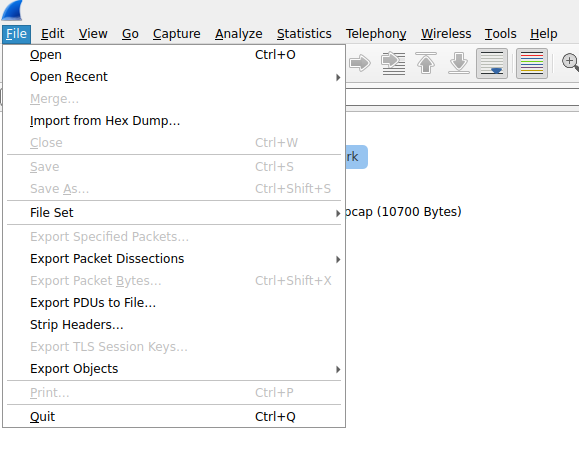 File Edit View Go Capture Analyze Statistics Telephony Wireless Tools Help
Open Ctrl+O
Open Recent
Merge...
Import from Hex Dump...
Close Ctrl+W
rk
Save Ctrl+S
Save As... Ctrl+Shift+S
File Set
pcap (10700 Bytes)
Export Specified Packets...
Export Packet Dissections
Export Packet Bytes... Ctrl+Shift+X
Export PDUs to File...
Strip Headers...
Export TLS Session Keys...
Export Objects
Print... Ctrl+P
Quit Ctrl+Q